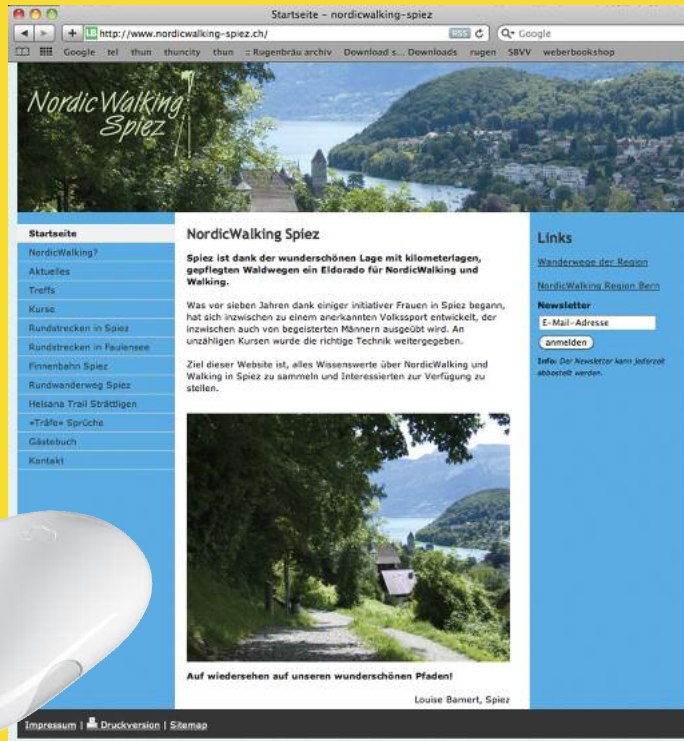 Startseite – nordicwalking-spiez
http://www.nordicwalking-spiez.ch/
RSS
Google
Google tel thun thuncity thun :: Rugenbräu archiv Download s... Downloads rugen SBVV weberbookshop
NordicWalking
Spiez
Startseite
NordicWalking?
Aktuelles
Treffs
Kurse
Rundstrecken in Spiez
Rundstrecken in Faulensee
Finnenbahn Spiez
Rundwanderweg Spiez
Helsana Trail Strättligen
«Träfe» Sprüche
Gästebuch
Kontakt
NordicWalking Spiez
Spiez ist dank der wunderschönen Lage mit kilometerlagen,
gepflegten Waldwegen ein Eldorado für NordicWalking und
Walking.
Was vor sieben Jahren dank einiger initiativer Frauen in Spiez begann,
hat sich inzwischen zu einem anerkannten Volkssport entwickelt, der
inzwischen auch von begeisterten Männern ausgeübt wird. An
unzähligen Kursen wurde die richtige Technik weitergegeben.
Ziel dieser Website ist, alles Wissenswerte über NordicWalking und
Walking in Spiez zu sammeln und Interessierten zur Verfügung zu
stellen.
Auf wiedersehen auf unseren wunderschönen Pfaden!
Louise Bamert, Spiez
Links
Wanderwege der Region
NordicWalking Region Bern
Newsletter
E-Mail-Adresse
anmelden
Info: Der Newsletter kann jederzeit
abbestellt werden.
Impressum | Druckversion | Sitemap